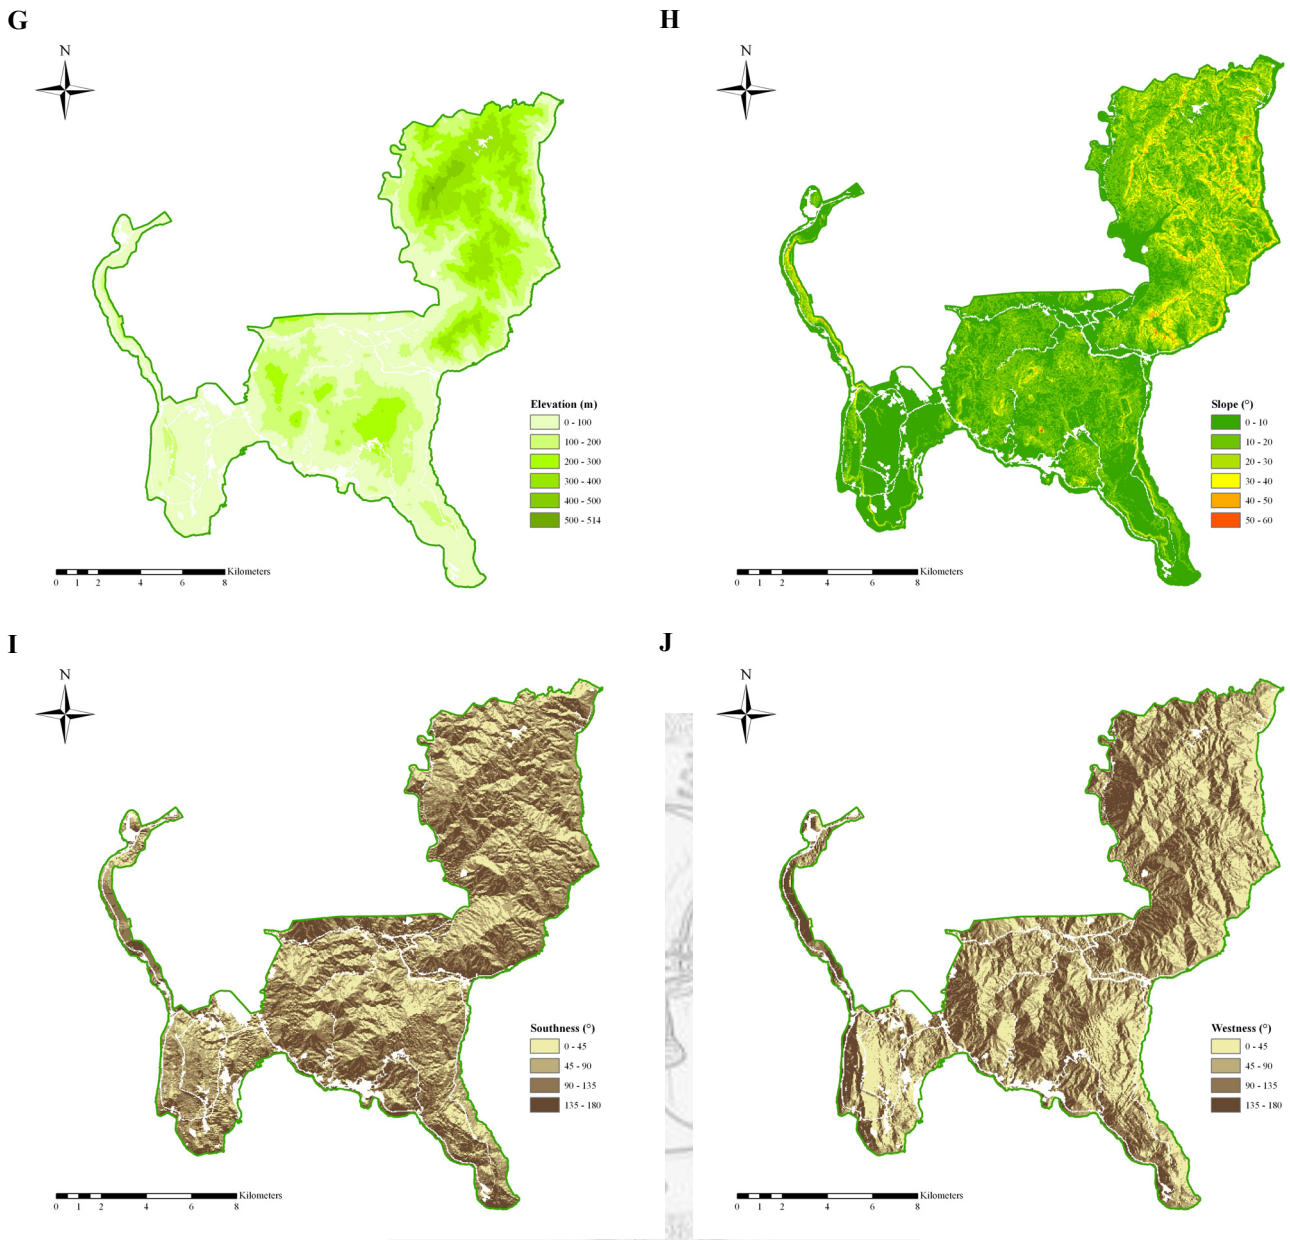 G
N
Elevation (m)
0 - 100
100 - 200
200 - 300
300 - 400
400 - 500
500 - 514
Kilometers
0 1 2 4 6 8
H
N
Slope (°)
0 - 10
10 - 20
20 - 30
30 - 40
40 - 50
50 - 60
Kilometers
0 1 2 4 6 8
I
N
Southness (°)
0 - 45
45 - 90
90 - 135
135 - 180
Kilometers
0 1 2 4 6 8
J
N
Westness (°)
0 - 45
45 - 90
90 - 135
135 - 180
Kilometers
0 1 2 4 6 8